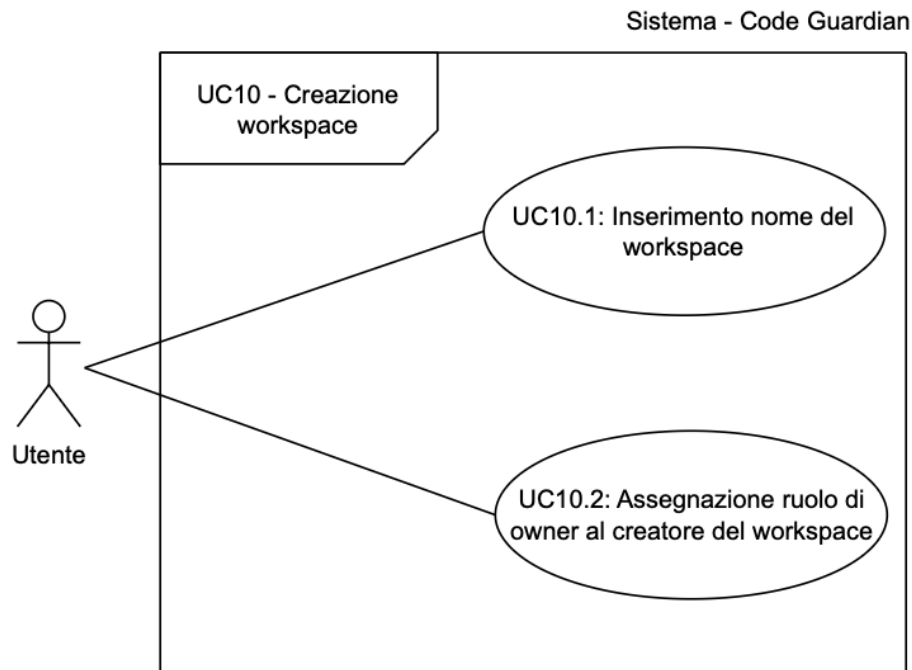 Sistema - Code Guardian
UC10 - Creazione
workspace
UC10.1: Inserimento nome del
workspace
Utente
UC10.2: Assegnazione ruolo di
owner al creatore del workspace